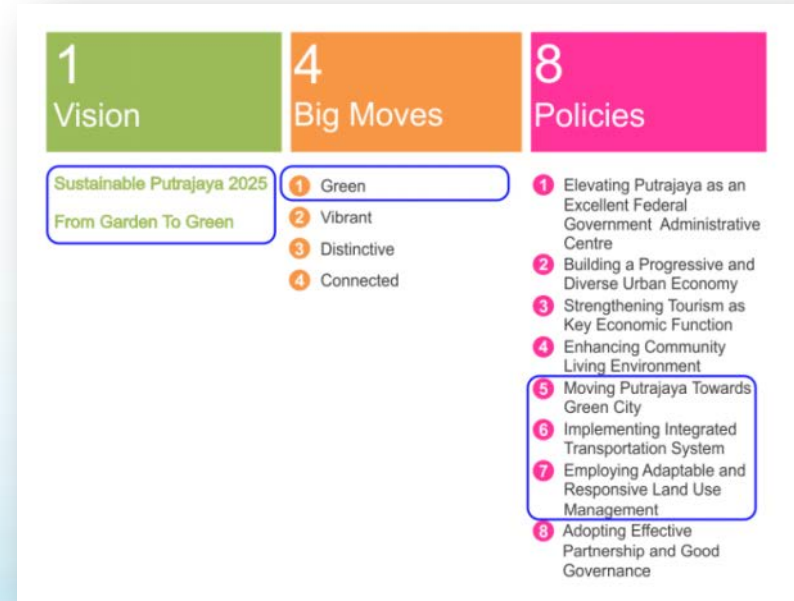 1
Vision
Sustainable Putrajaya 2025
From Garden To Green
4
Big Moves
1 Green
2 Vibrant
3 Distinctive
4 Connected
8
Policies
1 Elevating Putrajaya as an
Excellent Federal
Government Administrative
Centre
2 Building a Progressive and
Diverse Urban Economy
3 Strengthening Tourism as
Key Economic Function
4 Enhancing Community
Living Environment
5 Moving Putrajaya Towards
Green City
6 Implementing Integrated
Transportation System
7 Employing Adaptable and
Responsive Land Use
Management
8 Adopting Effective
Partnership and Good
Governance